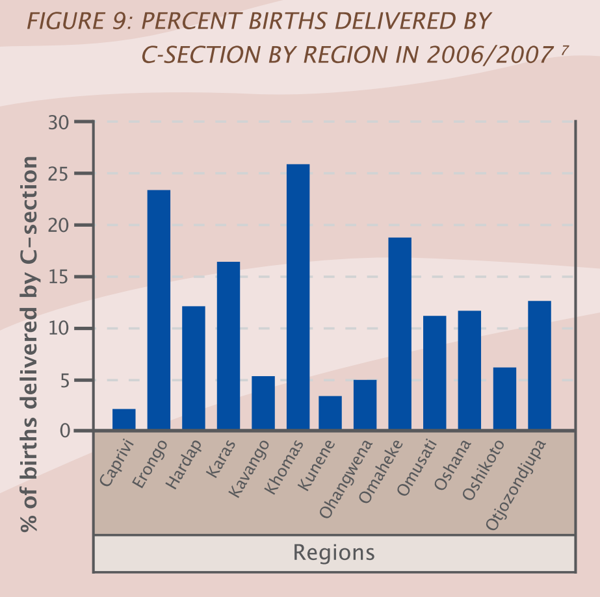 FIGURE 9: PERCENT BIRTHS DELIVERED BY
C-SECTION BY REGION IN 2006/2007 7
% of births delivered by C-section
30
25
20
15
10
5
0
Caprivi
Erongo
Hardap
Karas
Kavango
Khomas
Kunene
Ohangwena
Omaheke
Omusati
Oshana
Oshikoto
Otjozondjupa
Regions